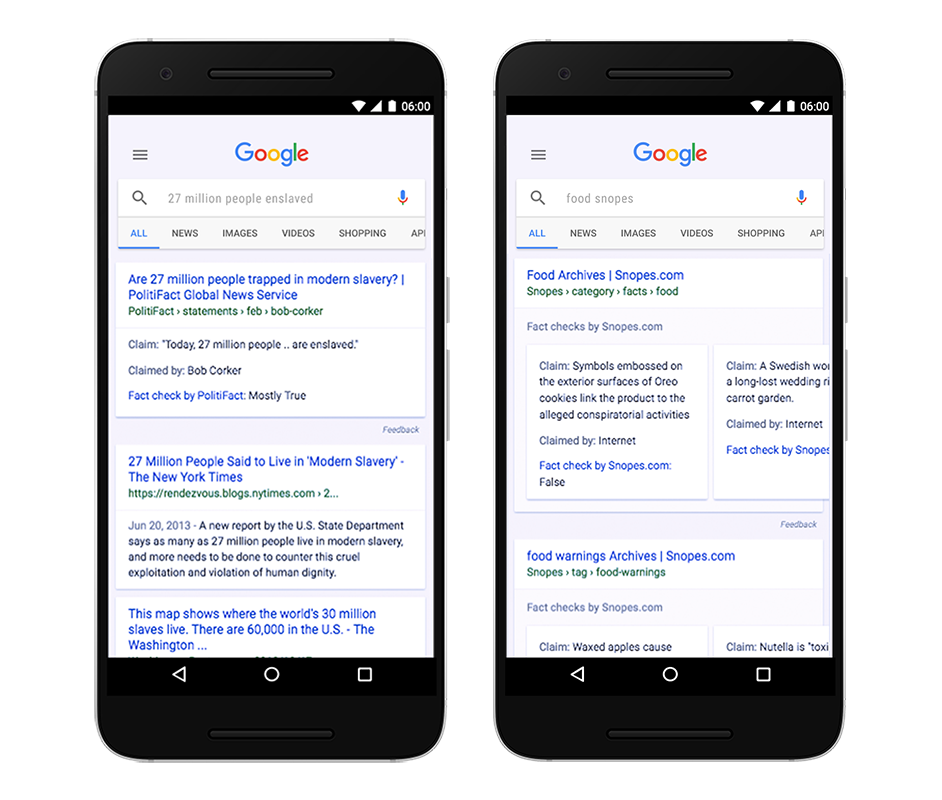 06:00
Google
27 million people enslaved
ALL NEWS IMAGES VIDEOS SHOPPING
Are 27 million people trapped in modern slavery? |
PolitiFact Global News Service
PolitiFact › statements › feb › bob-corker
Claim: "Today, 27 million people .. are enslaved."
Claimed by: Bob Corker
Fact check by PolitiFact: Mostly True
Feedback
27 Million People Said to Live in 'Modern Slavery' -
The New York Times
https://rendezvous.blogs.nytimes.com › 2...
Jun 20, 2013 - A new report by the U.S. State Department
says as many as 27 million people live in modern slavery,
and more needs to be done to counter this cruel
exploitation and violation of human dignity.
This map shows where the world's 30 million
slaves live. There are 60,000 in the U.S. - The
Washington ...
06:00
Google
food snopes
ALL NEWS IMAGES VIDEOS SHOPPING
Food Archives | Snopes.com
Snopes › category › facts › food
Fact checks by Snopes.com
Claim: Symbols embossed on
the exterior surfaces of Oreo
cookies link the product to the
alleged conspiratorial activities
Claimed by: Internet
Fact check by Snopes.com:
False
Claim: A Swedish wo
a long-lost wedding ri
carrot garden.
Claimed by: Internet
Fact check by Snopes
Feedback
food warnings Archives | Snopes.com
Snopes › tag › food-warnings
Fact checks by Snopes.com
Claim: Waxed apples cause
Claim: Nutella is "toxi